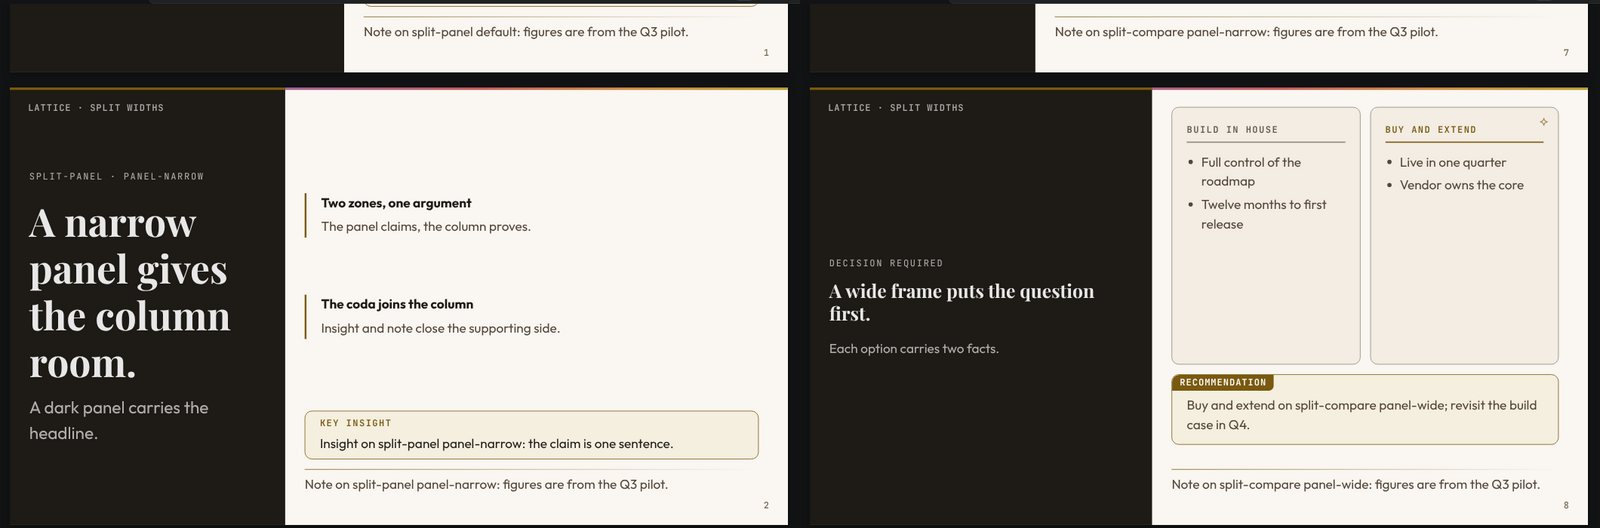 Note on split-panel default: figures are from the Q3 pilot.
1
LATTICE · SPLIT WIDTHS
SPLIT-PANEL · PANEL-NARROW
A narrow
panel gives
the column
room.
A dark panel carries the
headline.
Two zones, one argument
The panel claims, the column proves.
The coda joins the column
Insight and note close the supporting side.
KEY INSIGHT
Insight on split-panel panel-narrow: the claim is one sentence.
Note on split-panel panel-narrow: figures are from the Q3 pilot.
2
Note on split-compare panel-narrow: figures are from the Q3 pilot.
7
LATTICE · SPLIT WIDTHS
DECISION REQUIRED
A wide frame puts the question
first.
Each option carries two facts.
BUILD IN HOUSE
• Full control of the
roadmap
• Twelve months to first
release
BUY AND EXTEND
• Live in one quarter
• Vendor owns the core
RECOMMENDATION
Buy and extend on split-compare panel-wide; revisit the build
case in Q4.
Note on split-compare panel-wide: figures are from the Q3 pilot.
8